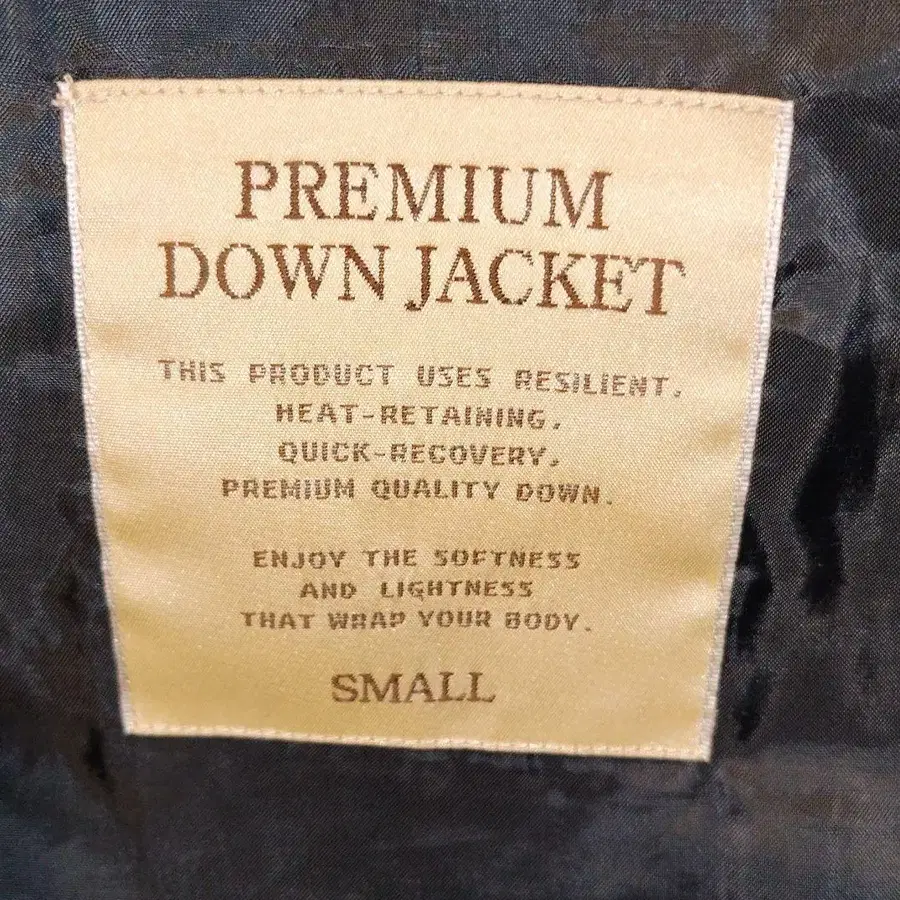 PREMIUM
DOWN JACKET
THIS PRODUCT USES RESILIENT,
HEAT-RETAINING,
QUICK-RECOVERY,
PREMIUM QUALITY DOWN.
ENJOY THE SOFTNESS
AND LIGHTNESS
THAT WRAP YOUR BODY.
SMALL